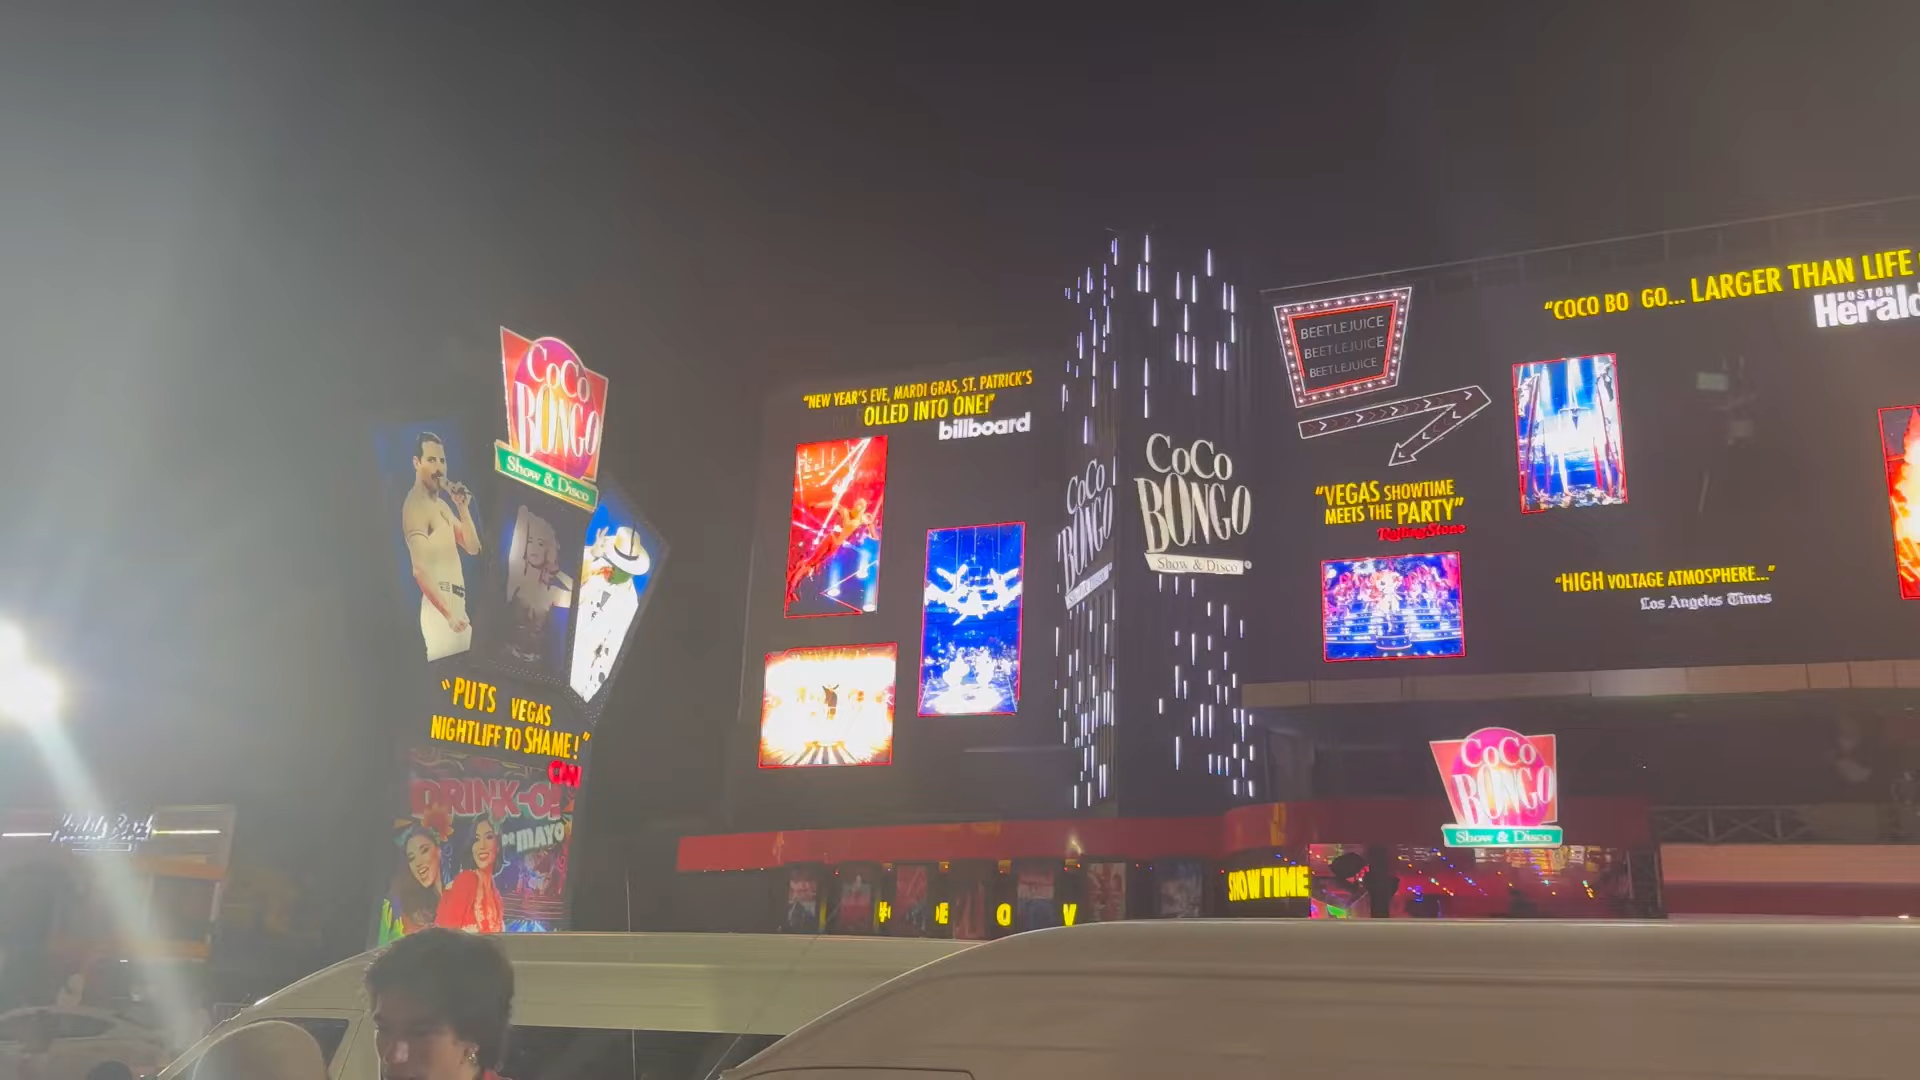 CoCo
BONGO
Show & Disco
"PUTS VEGAS
NIGHTLIFE TO SHAME!"
CNN
DRINK-O!
DE MAYO
"NEW YEAR'S EVE, MARDI GRAS, ST. PATRICK'S
OLLED INTO ONE!"
billboard
CoCo
BONGO
Show & Disco
CoCo
BONGO
Show & Disco
BEETLEJUICE
BEETLEJUICE
BEETLEJUICE
"VEGAS SHOWTIME
MEETS THE PARTY"
RollingStone
"COCO BO GO... LARGER THAN LIFE
BOSTON
Herald
"HIGH VOLTAGE ATMOSPHERE..."
Los Angeles Times
CoCo
BONGO
Show & Disco
SHOWTIME